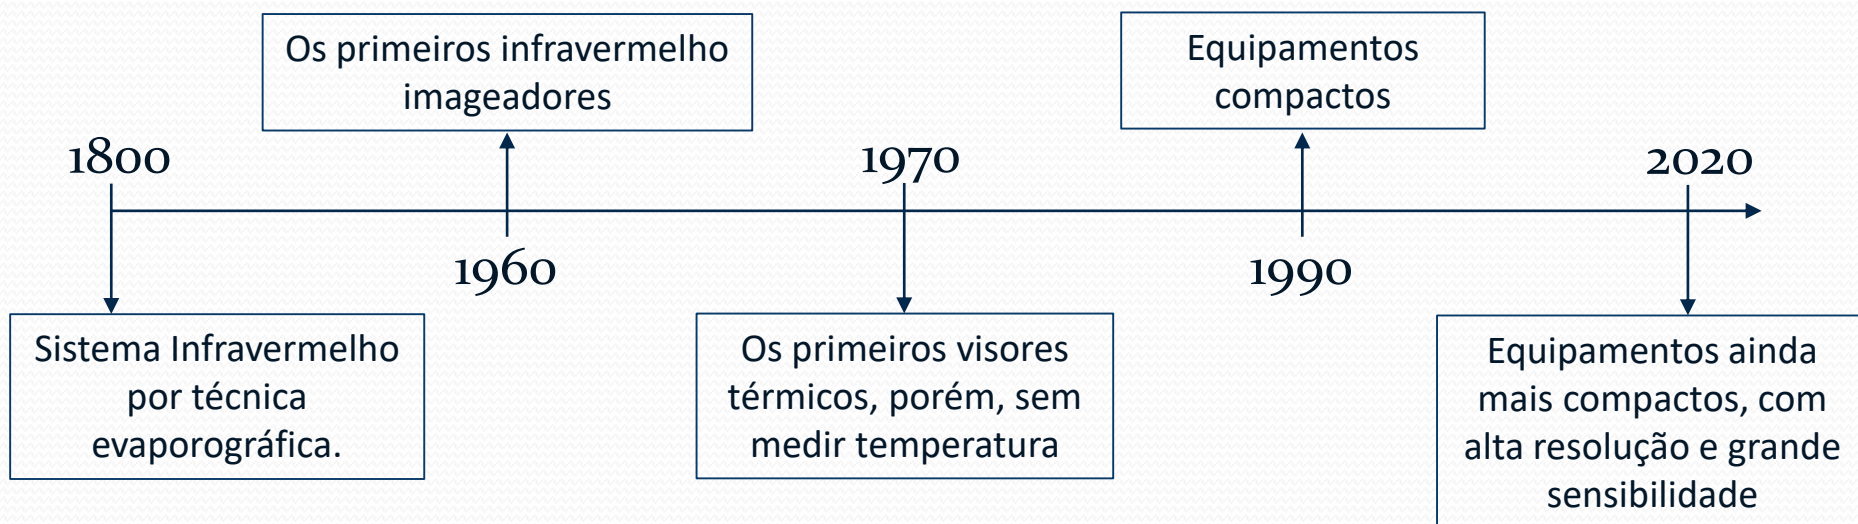 Os primeiros infravermelho
imageadores
Equipamentos
compactos
1800
1970
2020
1960
1990
Sistema Infravermelho
por técnica
evaporográfica.
Os primeiros visores
térmicos, porém, sem
medir temperatura
Equipamentos ainda
mais compactos, com
alta resolução e grande
sensibilidade